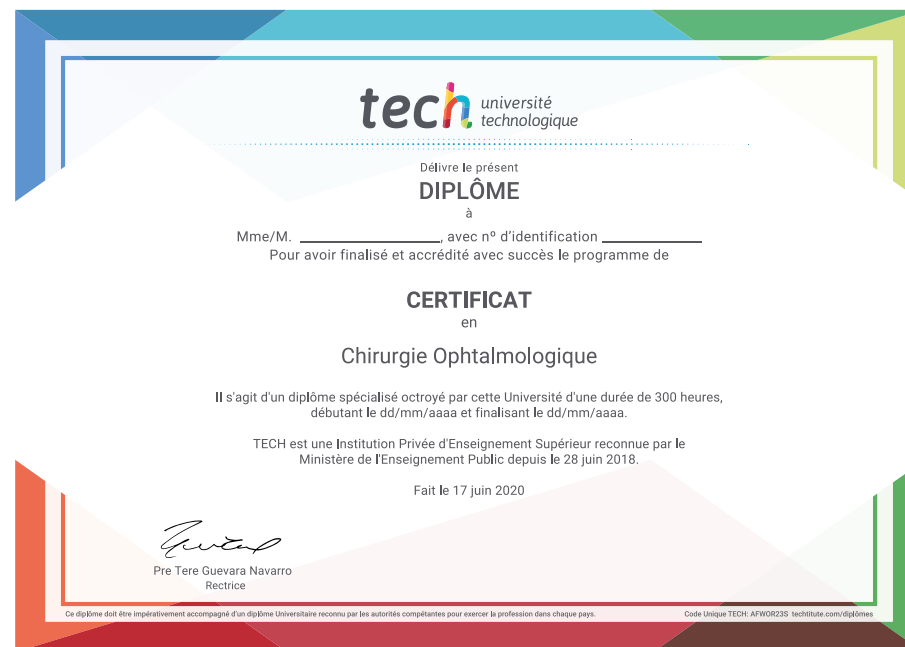 tech université
technologique
Délivre le présent
DIPLÔME
à
Mme/M. ____________________, avec nº d'identification ______________
Pour avoir finalisé et accrédité avec succès le programme de
CERTIFICAT
en
Chirurgie Ophtalmologique
Il s'agit d'un diplôme spécialisé octroyé par cette Université d'une durée de 300 heures,
débutant le dd/mm/aaaa et finalisant le dd/mm/aaaa.
TECH est une Institution Privée d'Enseignement Supérieur reconnue par le
Ministère de l'Enseignement Public depuis le 28 juin 2018.
Fait le 17 juin 2020
Pre Tere Guevara Navarro
Rectrice
Ce diplôme doit être impérativement accompagné d'un diplôme Universitaire reconnu par les autorités compétantes pour exercer la profession dans chaque pays.
Code Unique TECH: AFWOR23S techtitute.com/diplômes